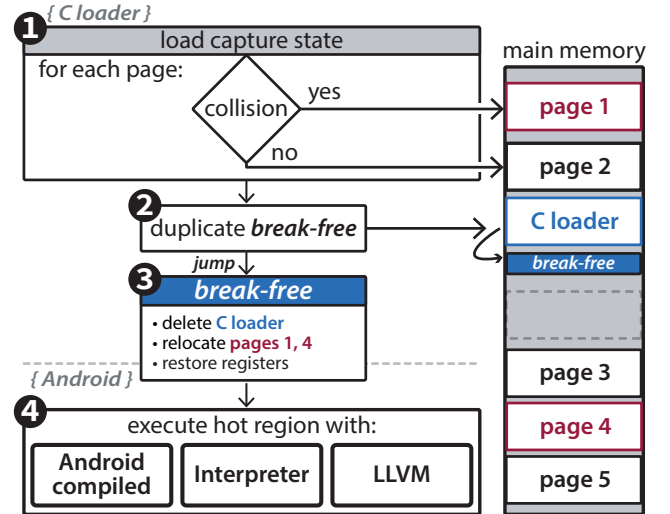 { C loader }
1
load capture state
for each page:
collision
yes
no
2
duplicate break-free
jump
3
break-free
• delete C loader
• relocate pages 1, 4
• restore registers
{ Android }
4
execute hot region with:
Android
compiled
Interpreter
LLVM
main memory
page 1
page 2
C loader
break-free
page 3
page 4
page 5